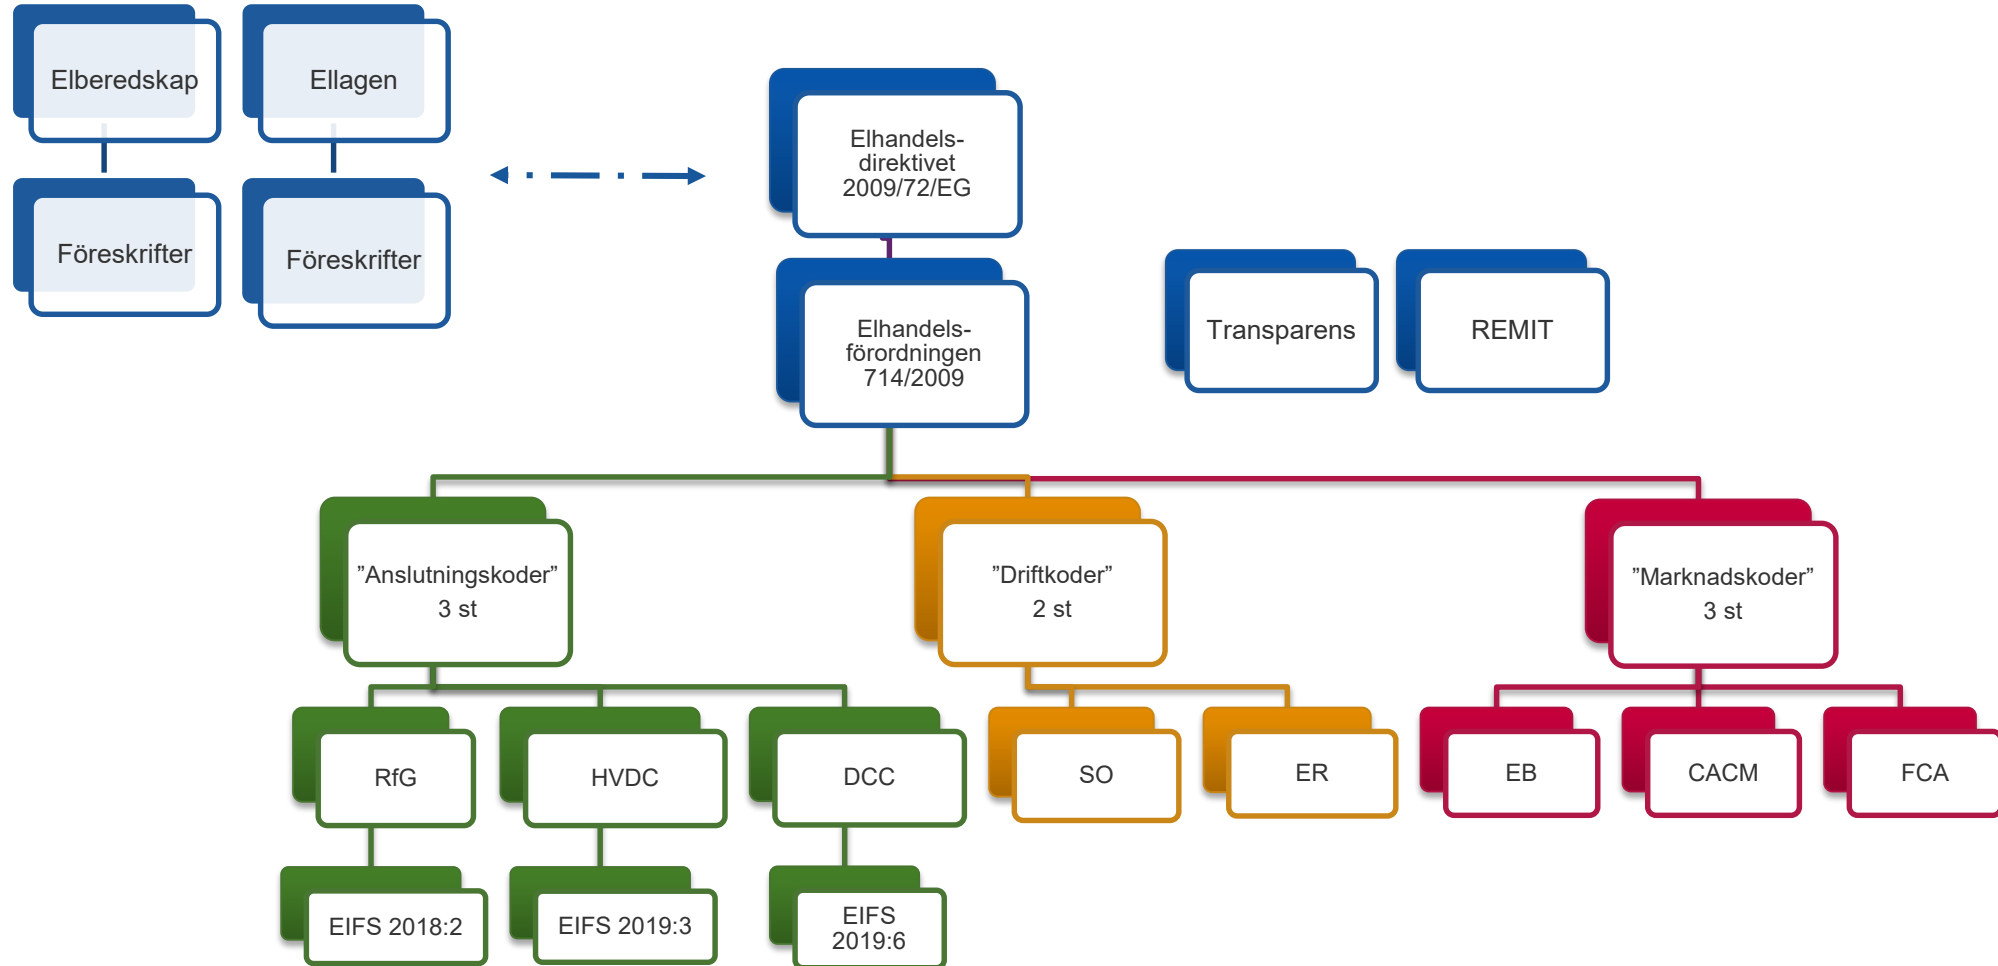 Elberedskap
Ellagen
Föreskrifter
Föreskrifter
Elhandels-
direktivet
2009/72/EG
Elhandels-
förordningen
714/2009
Transparens
REMIT
”Anslutningskoder”
3 st
”Driftkoder”
2 st
”Marknadskoder”
3 st
RfG
HVDC
DCC
SO
ER
EB
CACM
FCA
EIFS 2018:2
EIFS 2019:3
EIFS
2019:6